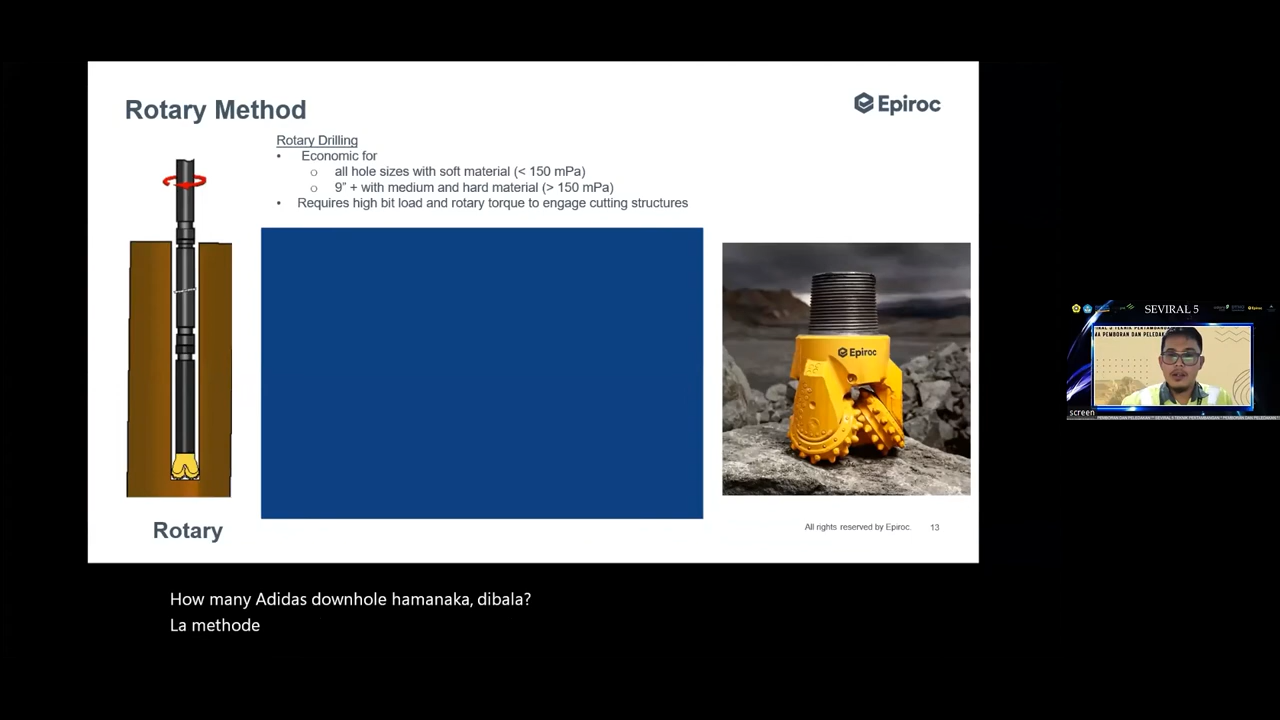 Rotary Method
Epiroc
Rotary Drilling
• Economic for
o all hole sizes with soft material (< 150 mPa)
o 9” + with medium and hard material (> 150 mPa)
• Requires high bit load and rotary torque to engage cutting structures
Epiroc
Rotary
All rights reserved by Epiroc. 13
SEVIRAL 5
screen
How many Adidas downhole hamanaka, dibala?
La methode